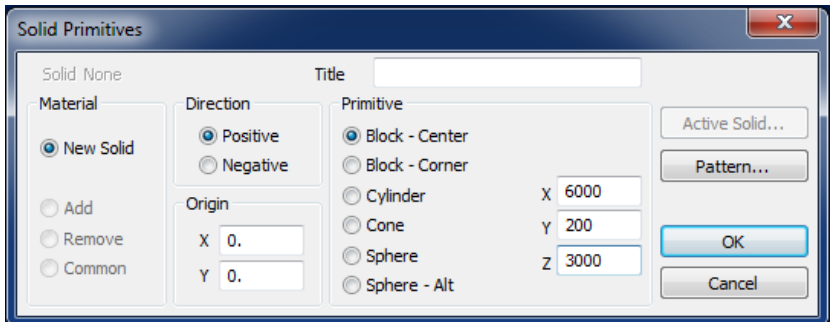 Solid Primitives
Solid None
Title
Material
New Solid
Add
Remove
Common
Direction
Positive
Negative
Origin
X 0.
Y 0.
Primitive
Block - Center
Block - Corner
Cylinder
Cone
Sphere
Sphere - Alt
X 6000
Y 200
Z 3000
Active Solid...
Pattern...
OK
Cancel